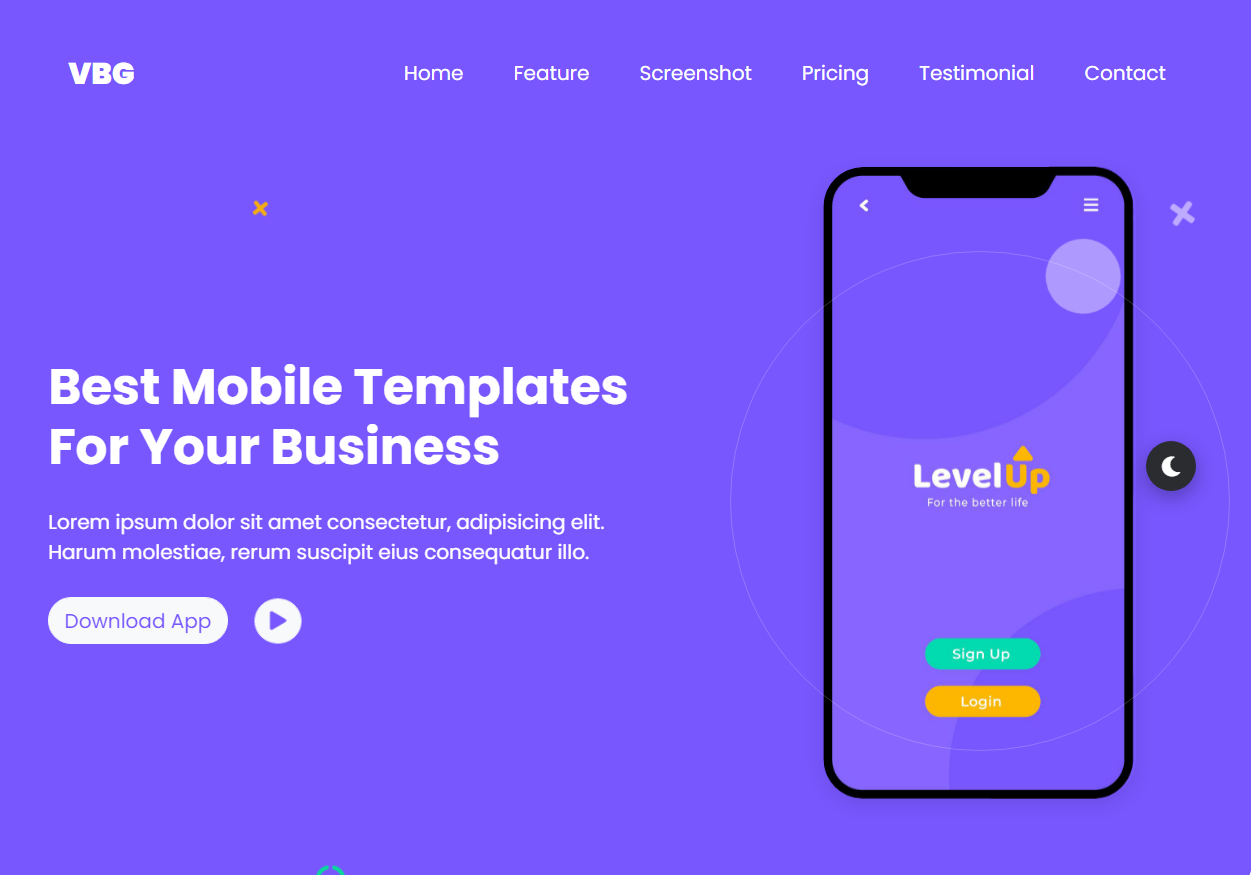 VBG
Home Feature Screenshot Pricing Testimonial Contact
Best Mobile Templates
For Your Business
Lorem ipsum dolor sit amet consectetur, adipisicing elit.
Harum molestiae, rerum suscipit eius consequatur illo.
Download App
LevelUp
For the better life
Sign Up
Login